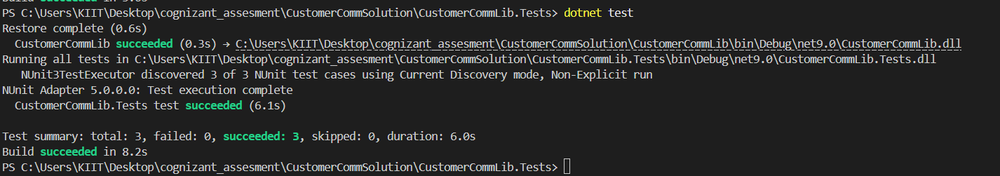 PS C:\Users\KIIT\Desktop\cognizant_assesment\CustomerCommSolution\CustomerCommLib.Tests> dotnet test
Restore complete (0.6s)
  CustomerCommLib succeeded (0.3s) → C:\Users\KIIT\Desktop\cognizant_assesment\CustomerCommSolution\CustomerCommLib\bin\Debug\net9.0\CustomerCommLib.dll
Running all tests in C:\Users\KIIT\Desktop\cognizant_assesment\CustomerCommSolution\CustomerCommLib.Tests\bin\Debug\net9.0\CustomerCommLib.Tests.dll
   NUnit3TestExecutor discovered 3 of 3 NUnit test cases using Current Discovery mode, Non-Explicit run
NUnit Adapter 5.0.0.0: Test execution complete
  CustomerCommLib.Tests test succeeded (6.1s)

Test summary: total: 3, failed: 0, succeeded: 3, skipped: 0, duration: 6.0s
Build succeeded in 8.2s
PS C:\Users\KIIT\Desktop\cognizant_assesment\CustomerCommSolution\CustomerCommLib.Tests>